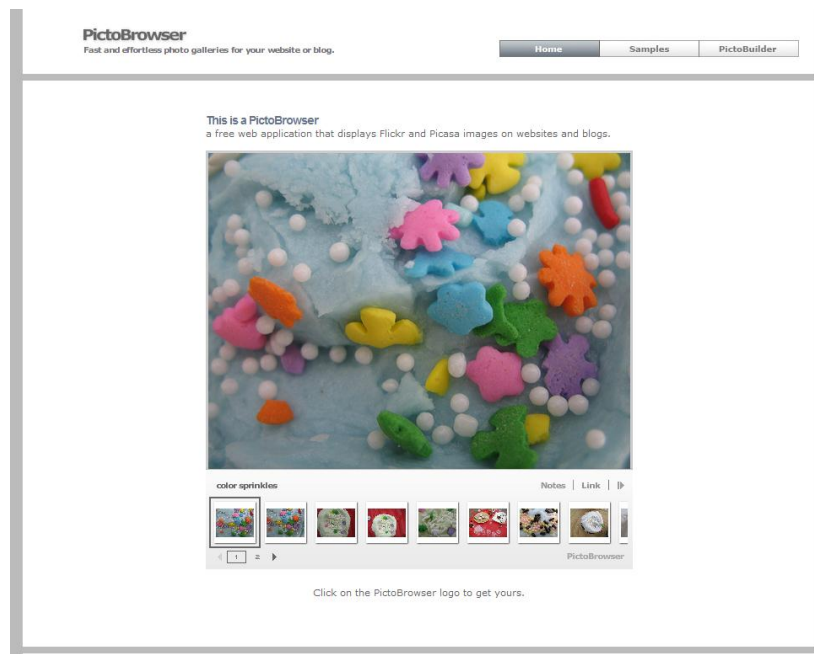 PictoBrowser
Fast and effortless photo galleries for your website or blog.
Home Samples PictoBuilder
This is a PictoBrowser
a free web application that displays Flickr and Picasa images on websites and blogs.
color sprinkles Notes | Link |
1 2
PictoBrowser
Click on the PictoBrowser logo to get yours.